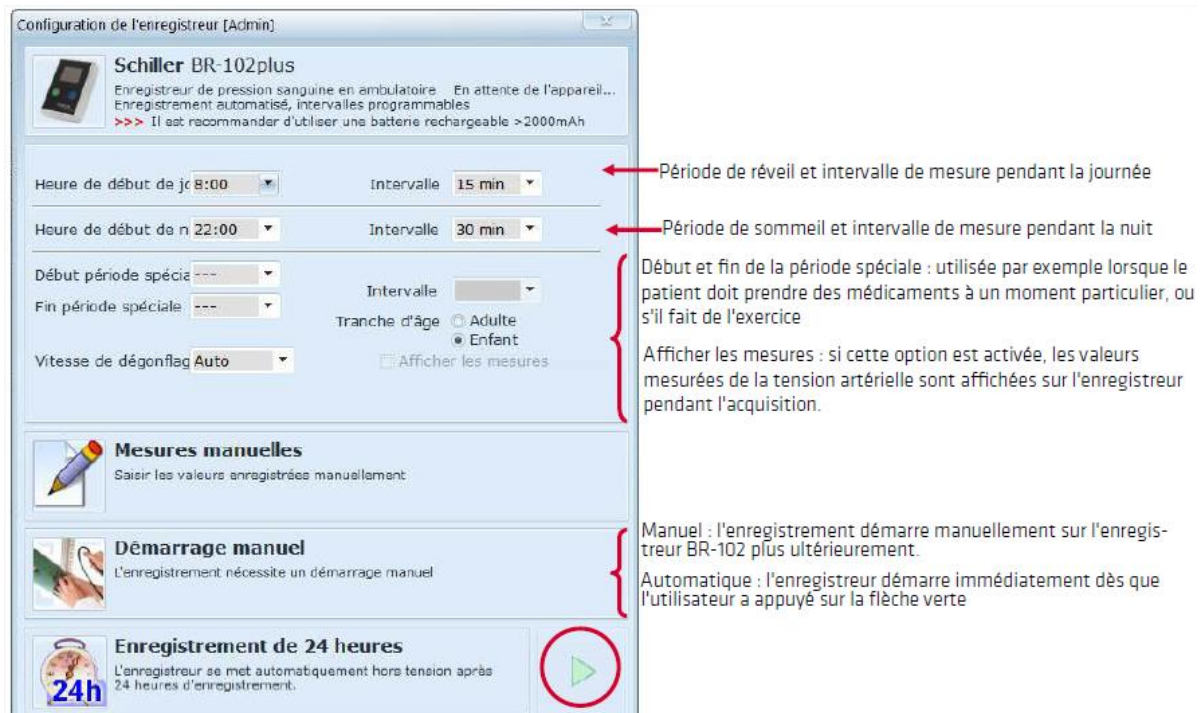 Configuration de l'enregistreur [Admin]
Schiller BR-102plus
Enregistreur de pression sanguine en ambulatoire En attente de l'appareil...
Enregistrement automatisé, intervalles programmables
>>> Il est recommander d'utiliser une batterie rechargeable >2000mAh
Heure de début de jc 8:00 Intervalle 15 min
Période de réveil et intervalle de mesure pendant la journée
Heure de début de n 22:00 Intervalle 30 min
Période de sommeil et intervalle de mesure pendant la nuit
Début période spécia ---
Fin période spéciale ---
Intervalle
Tranche d'âge Adulte
Enfant
Vitesse de dégonflag Auto
Afficher les mesures
Début et fin de la période spéciale : utilisée par exemple lorsque le
patient doit prendre des médicaments à un moment particulier, ou
s'il fait de l'exercice
Afficher les mesures : si cette option est activée, les valeurs
mesurées de la tension artérielle sont affichées sur l'enregistreur
pendant l'acquisition.
Mesures manuelles
Saisir les valeurs enregistrées manuellement
Démarrage manuel
L'enregistrement nécessite un démarrage manuel
Manuel : l'enregistrement démarre manuellement sur l'enregis-
treur BR-102 plus ultérieurement.
Automatique : l'enregistreur démarre immédiatement dès que
l'utilisateur a appuyé sur la flèche verte
Enregistrement de 24 heures
L'enregistreur se met automatiquement hors tension après
24 heures d'enregistrement.
24h